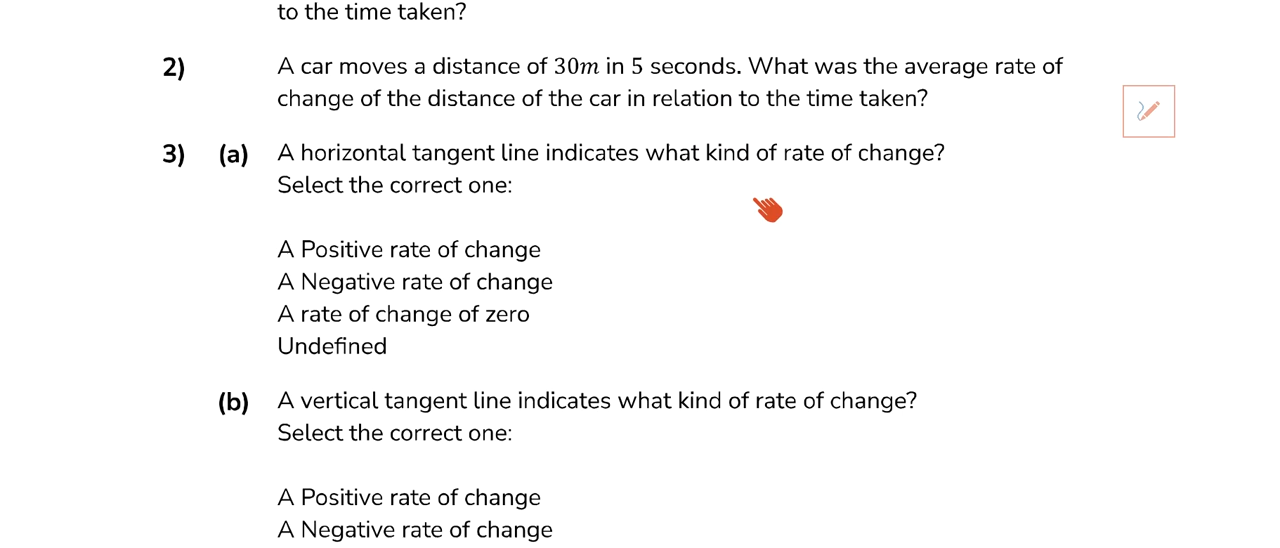 to the time taken?
2) A car moves a distance of 30m in 5 seconds. What was the average rate of
change of the distance of the car in relation to the time taken?
3) (a) A horizontal tangent line indicates what kind of rate of change?
Select the correct one:
A Positive rate of change
A Negative rate of change
A rate of change of zero
Undefined
(b) A vertical tangent line indicates what kind of rate of change?
Select the correct one:
A Positive rate of change
A Negative rate of change